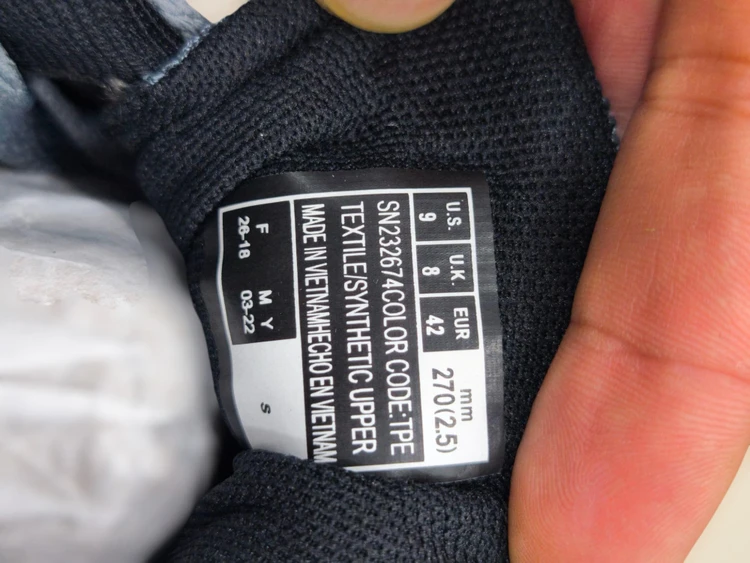 U.S. U.K. EUR mm
9 8 42 270(2.5)
SN232674COLOR CODE:TPE
TEXTILE/SYNTHETIC UPPER
MADE IN VIETNAMHECHO EN VIETNAM
F M Y
26-18 03-22
S